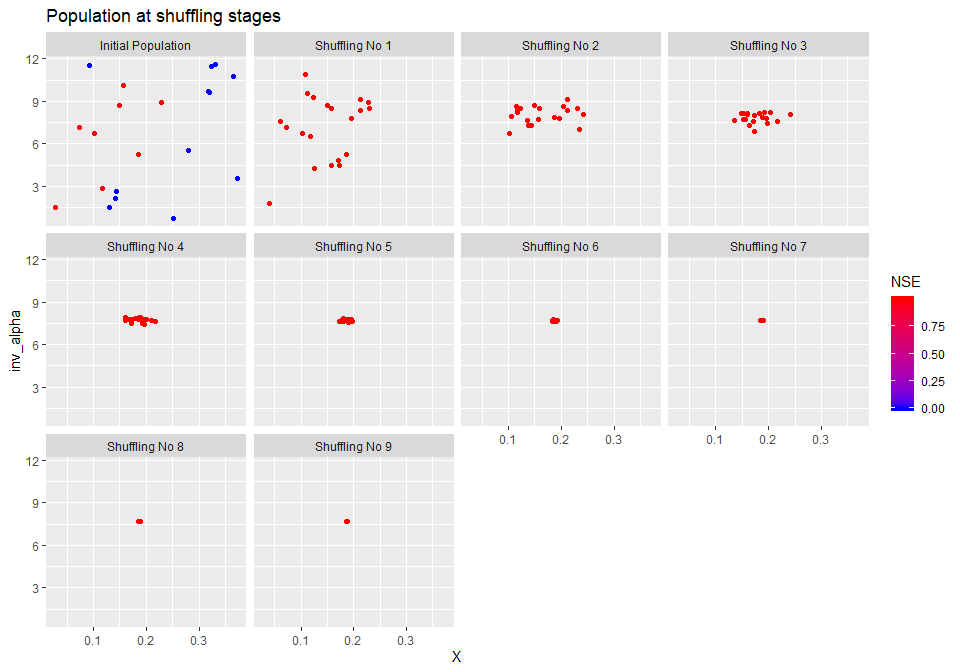 Population at shuffling stages
Initial Population
Shuffling No 1
Shuffling No 2
Shuffling No 3
12
9
6
3
Shuffling No 4
Shuffling No 5
Shuffling No 6
Shuffling No 7
12
9
6
3
0.1 0.2 0.3
0.1 0.2 0.3
Shuffling No 8
Shuffling No 9
12
9
6
3
0.1 0.2 0.3
0.1 0.2 0.3
X
inv_alpha
NSE
0.75
0.50
0.25
0.00